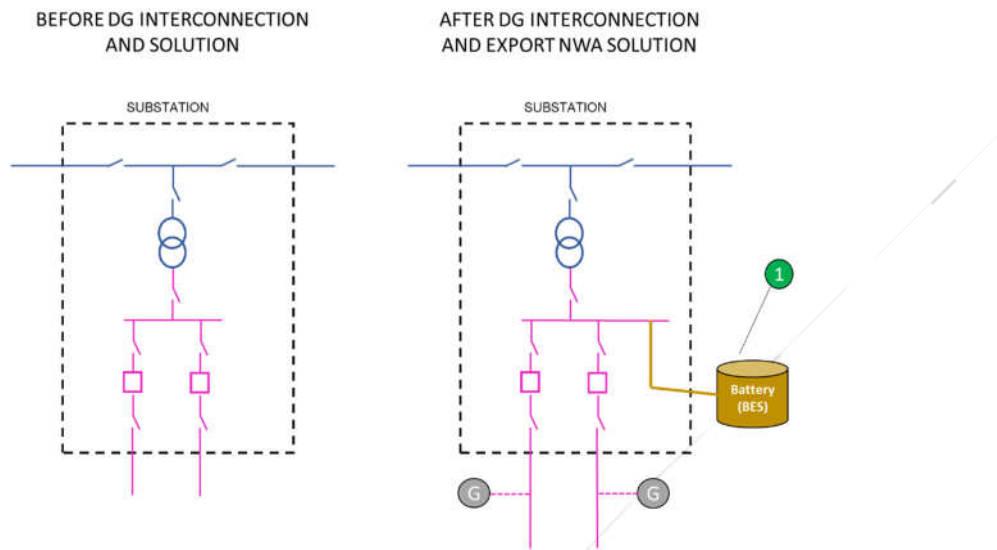 BEFORE DG INTERCONNECTION
AND SOLUTION
AFTER DG INTERCONNECTION
AND EXPORT NWA SOLUTION
SUBSTATION
SUBSTATION
1
Battery
(BES)
G
G